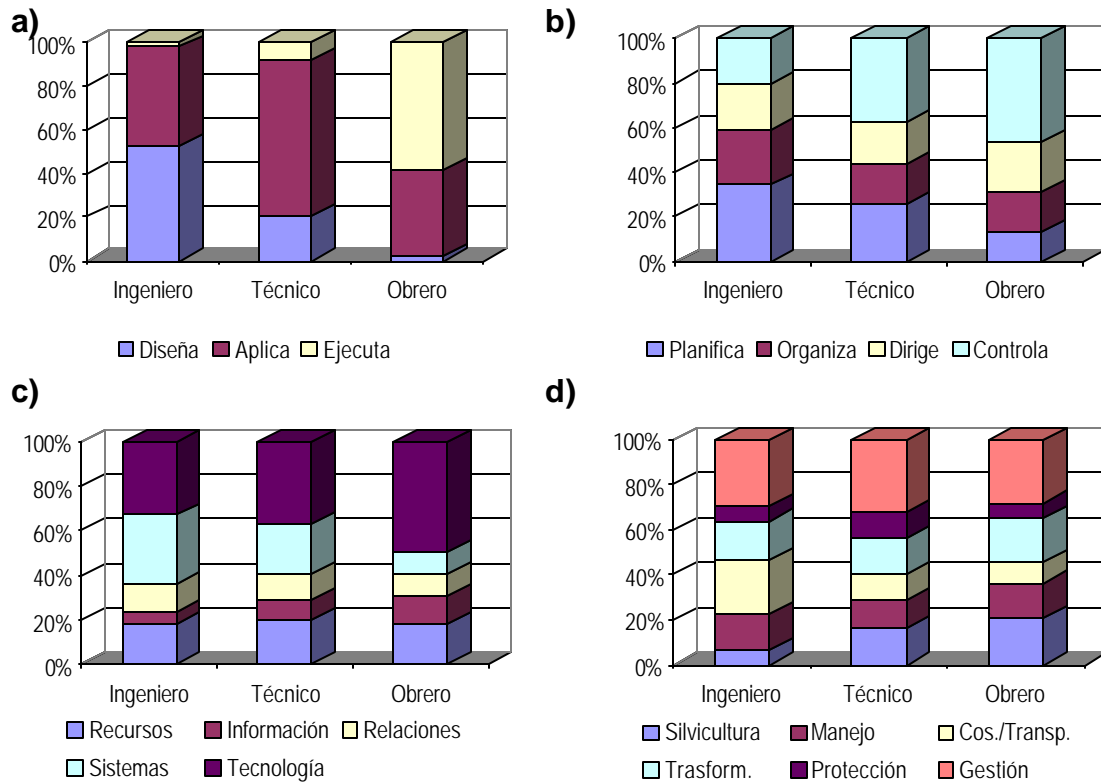 a)
100%
80%
60%
40%
20%
0%
Ingeniero Técnico Obrero
Diseña Aplica Ejecuta
b)
100%
80%
60%
40%
20%
0%
Ingeniero Técnico Obrero
Planifica Organiza Dirige Controla
c)
100%
80%
60%
40%
20%
0%
Ingeniero Técnico Obrero
Recursos Información Relaciones
Sistemas Tecnología
d)
100%
80%
60%
40%
20%
0%
Ingeniero Técnico Obrero
Silvicultura Manejo Cos./Transp.
Trasform. Protección Gestión